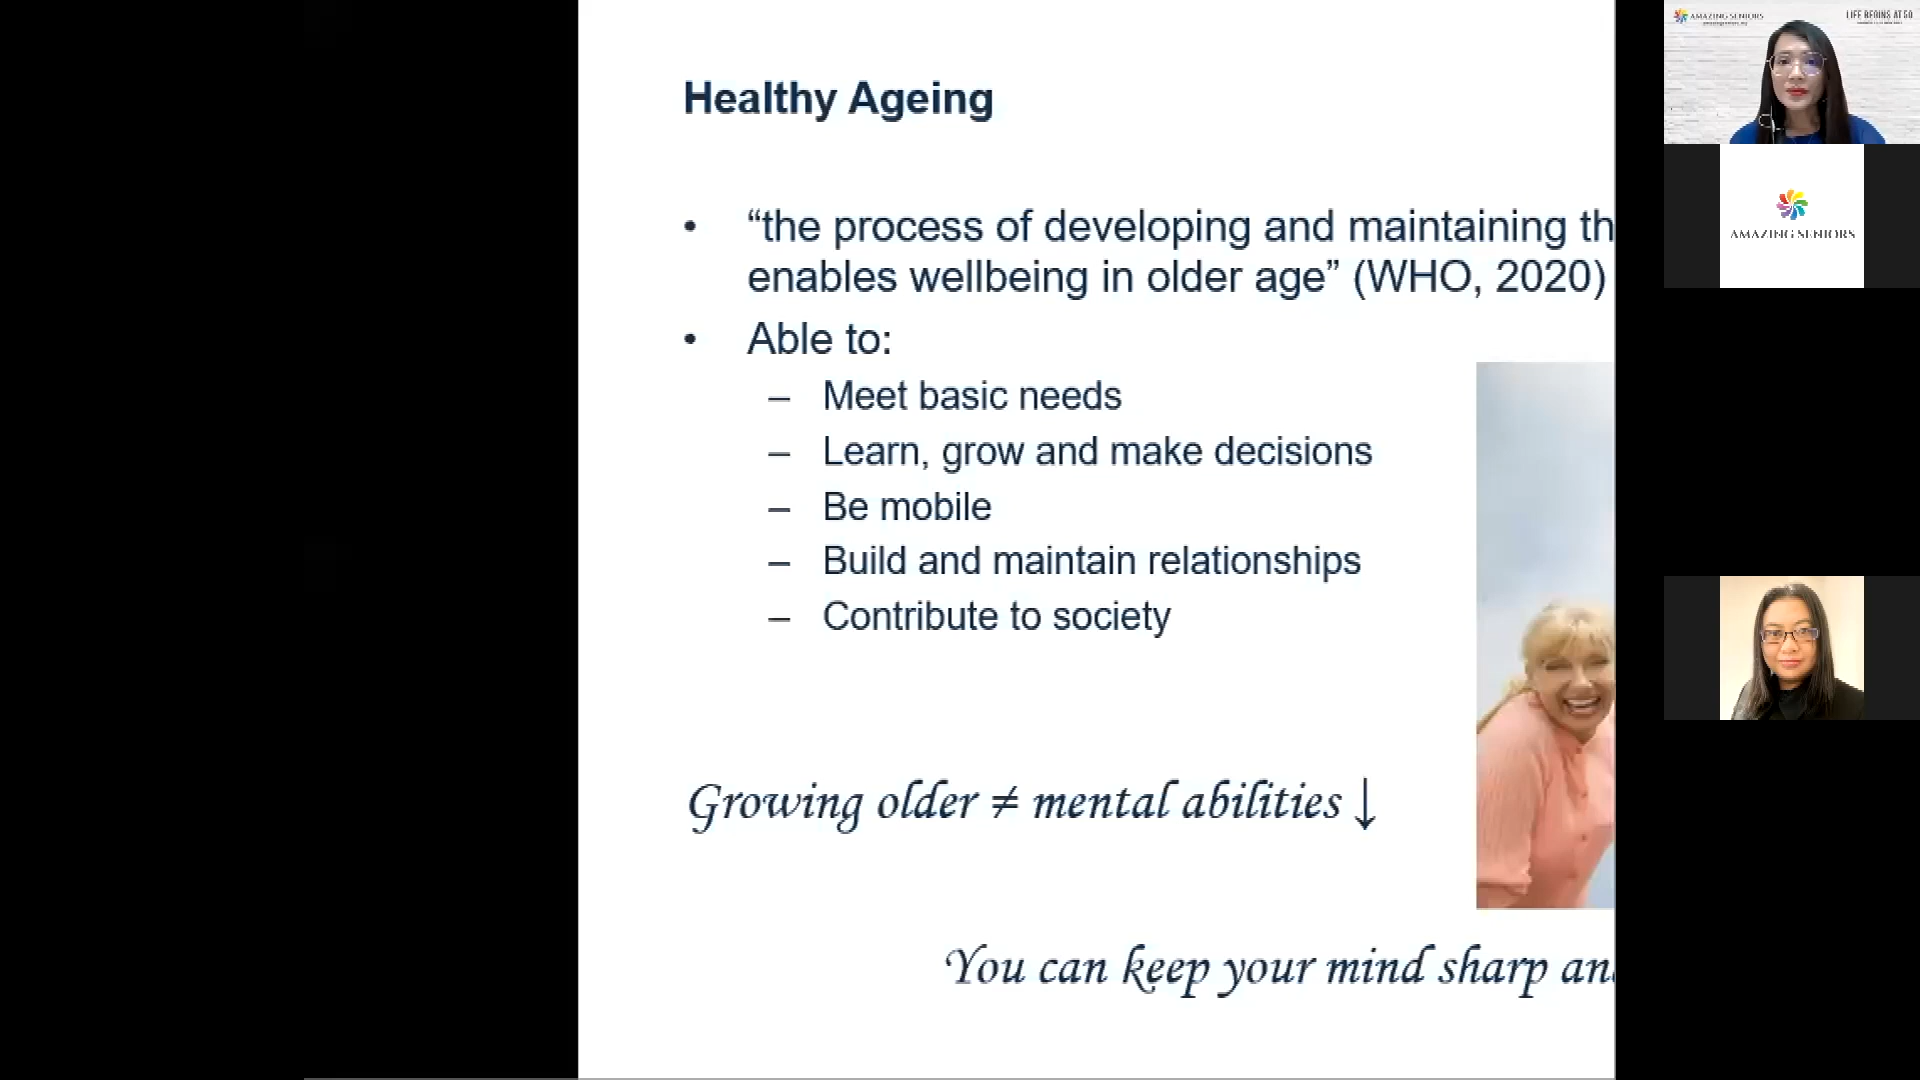 Healthy Ageing
• “the process of developing and maintaining th
enables wellbeing in older age” (WHO, 2020)
• Able to:
– Meet basic needs
– Learn, grow and make decisions
– Be mobile
– Build and maintain relationships
– Contribute to society
Growing older ≠ mental abilities ↓
You can keep your mind sharp an
AMAZING SENIORS
LIFE BEGINS AT 50
AMAZING SENIORS